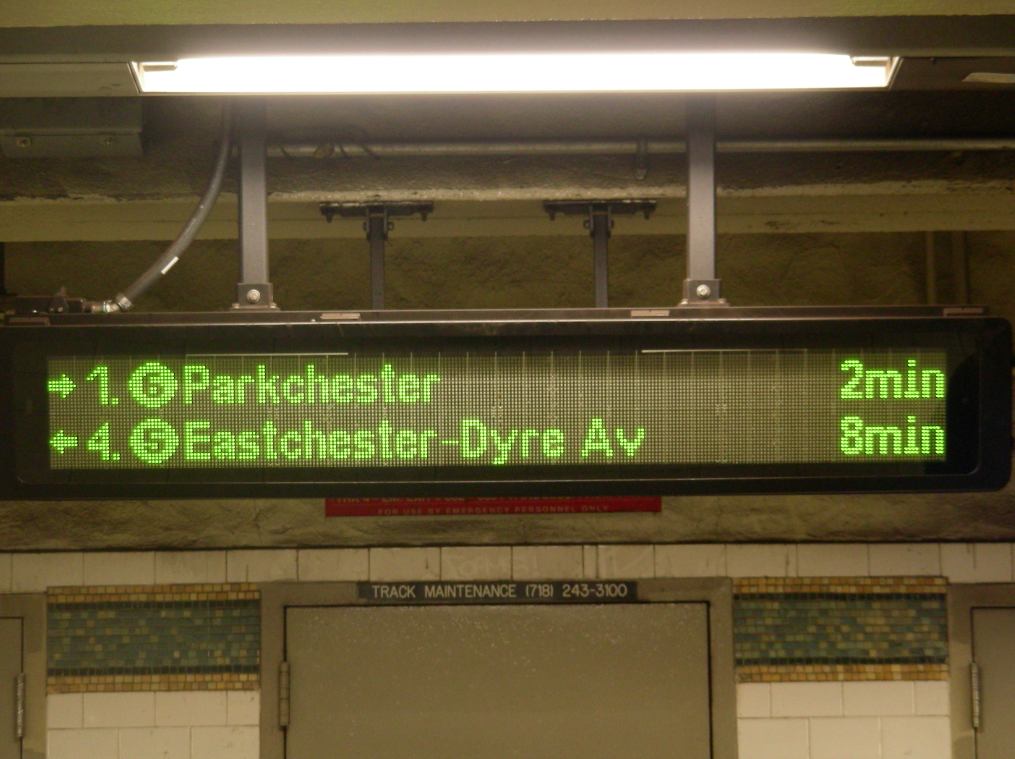 → 1. 6 Parkchester 2min
← 4. 5 Eastchester-Dyre Av 8min
FOR USE BY EMERGENCY PERSONNEL ONLY
TRACK MAINTENANCE (718) 243-3100